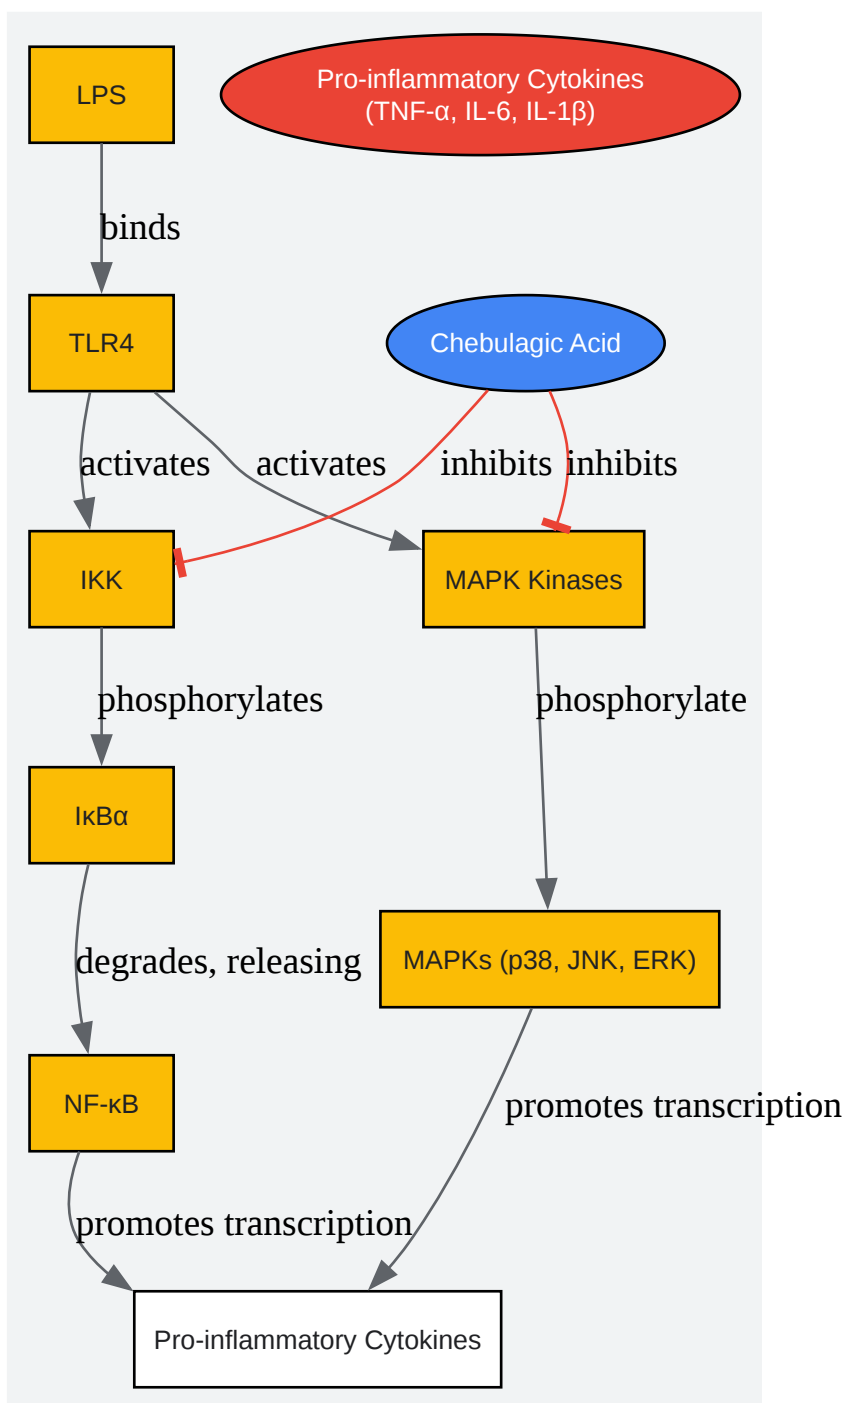 LPS
Pro-inflammatory Cytokines
(TNF-α, IL-6, IL-1β)
binds
TLR4
Chebulagic Acid
activates
activates
inhibits
inhibits
IKK
MAPK Kinases
phosphorylates
phosphorylate
IκBα
degrades, releasing
MAPKs (p38, JNK, ERK)
NF-κB
promotes transcription
promotes transcription
Pro-inflammatory Cytokines